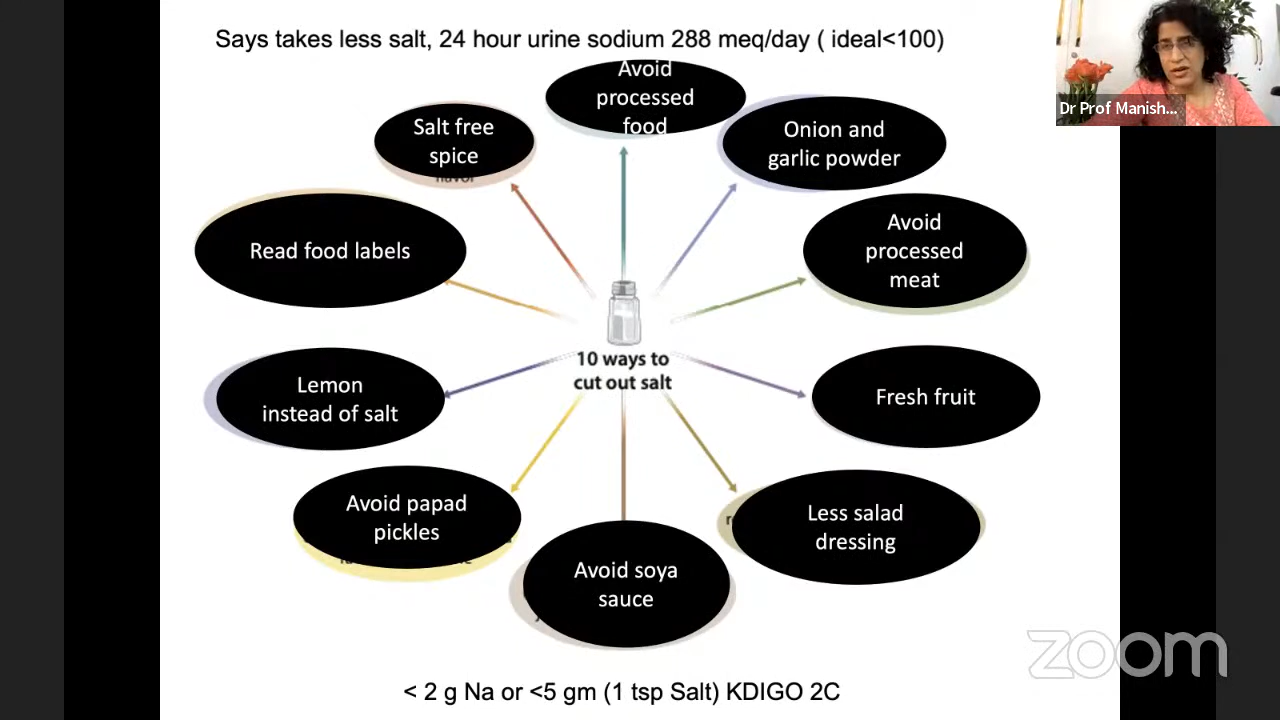 Says takes less salt, 24 hour urine sodium 288 meq/day ( ideal<100)
Dr Prof Manish...
Avoid
processed
food
Salt free
spice
Onion and
garlic powder
Read food labels
Avoid
processed
meat
10 ways to
cut out salt
Lemon
instead of salt
Fresh fruit
Avoid papad
pickles
Less salad
dressing
Avoid soya
sauce
zoom
< 2 g Na or <5 gm (1 tsp Salt) KDIGO 2C